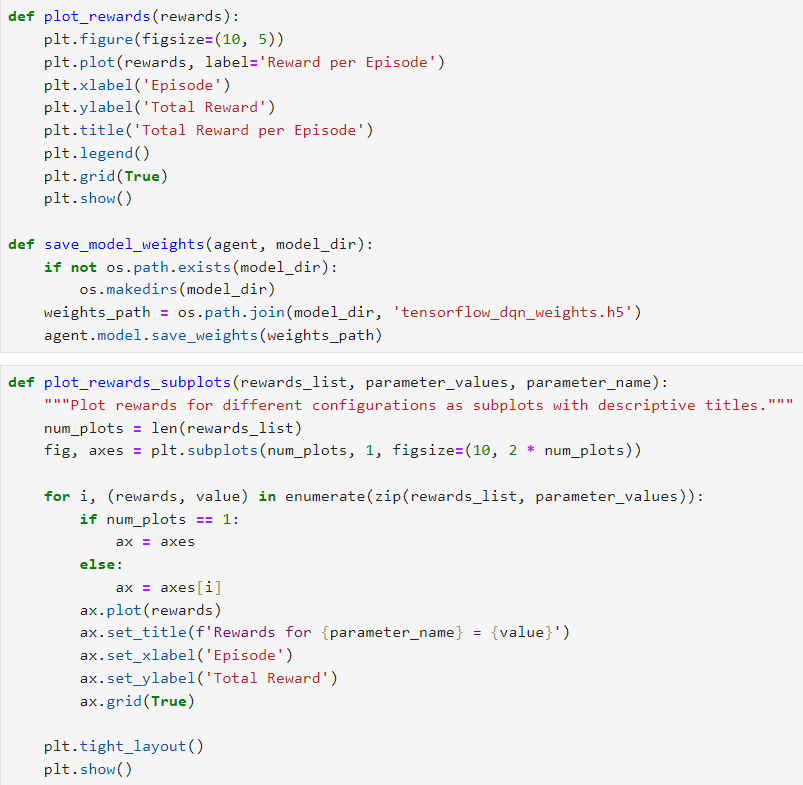 def plot_rewards(rewards):
    plt.figure(figsize=(10, 5))
    plt.plot(rewards, label='Reward per Episode')
    plt.xlabel('Episode')
    plt.ylabel('Total Reward')
    plt.title('Total Reward per Episode')
    plt.legend()
    plt.grid(True)
    plt.show()

def save_model_weights(agent, model_dir):
    if not os.path.exists(model_dir):
        os.makedirs(model_dir)
    weights_path = os.path.join(model_dir, 'tensorflow_dqn_weights.h5')
    agent.model.save_weights(weights_path)

def plot_rewards_subplots(rewards_list, parameter_values, parameter_name):
    """Plot rewards for different configurations as subplots with descriptive titles."""
    num_plots = len(rewards_list)
    fig, axes = plt.subplots(num_plots, 1, figsize=(10, 2 * num_plots))

    for i, (rewards, value) in enumerate(zip(rewards_list, parameter_values)):
        if num_plots == 1:
            ax = axes
        else:
            ax = axes[i]
        ax.plot(rewards)
        ax.set_title(f'Rewards for {parameter_name} = {value}')
        ax.set_xlabel('Episode')
        ax.set_ylabel('Total Reward')
        ax.grid(True)

    plt.tight_layout()
    plt.show()